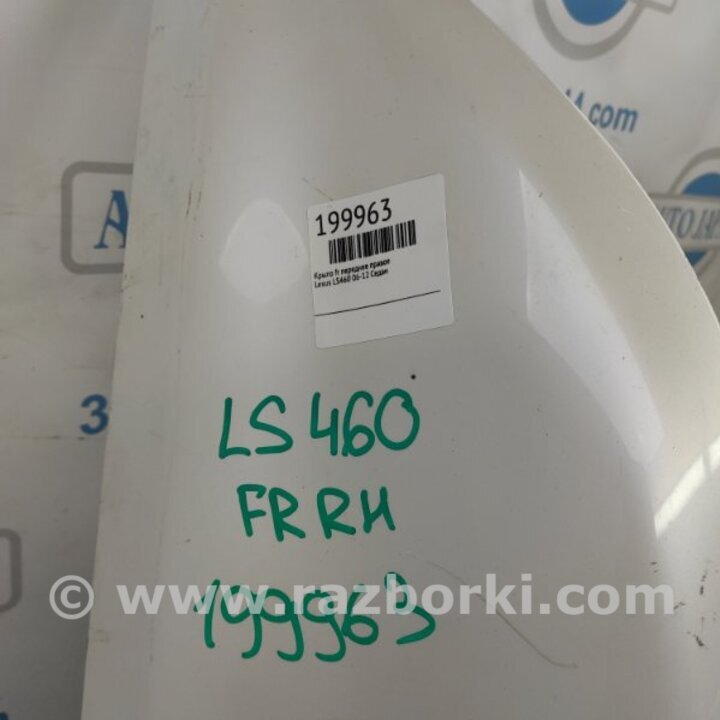 .com
199963
Крыло fr переднее правое
Lexus LS460 06-12 Седан
LS 460
FR RH
© www.razborki.com
199963